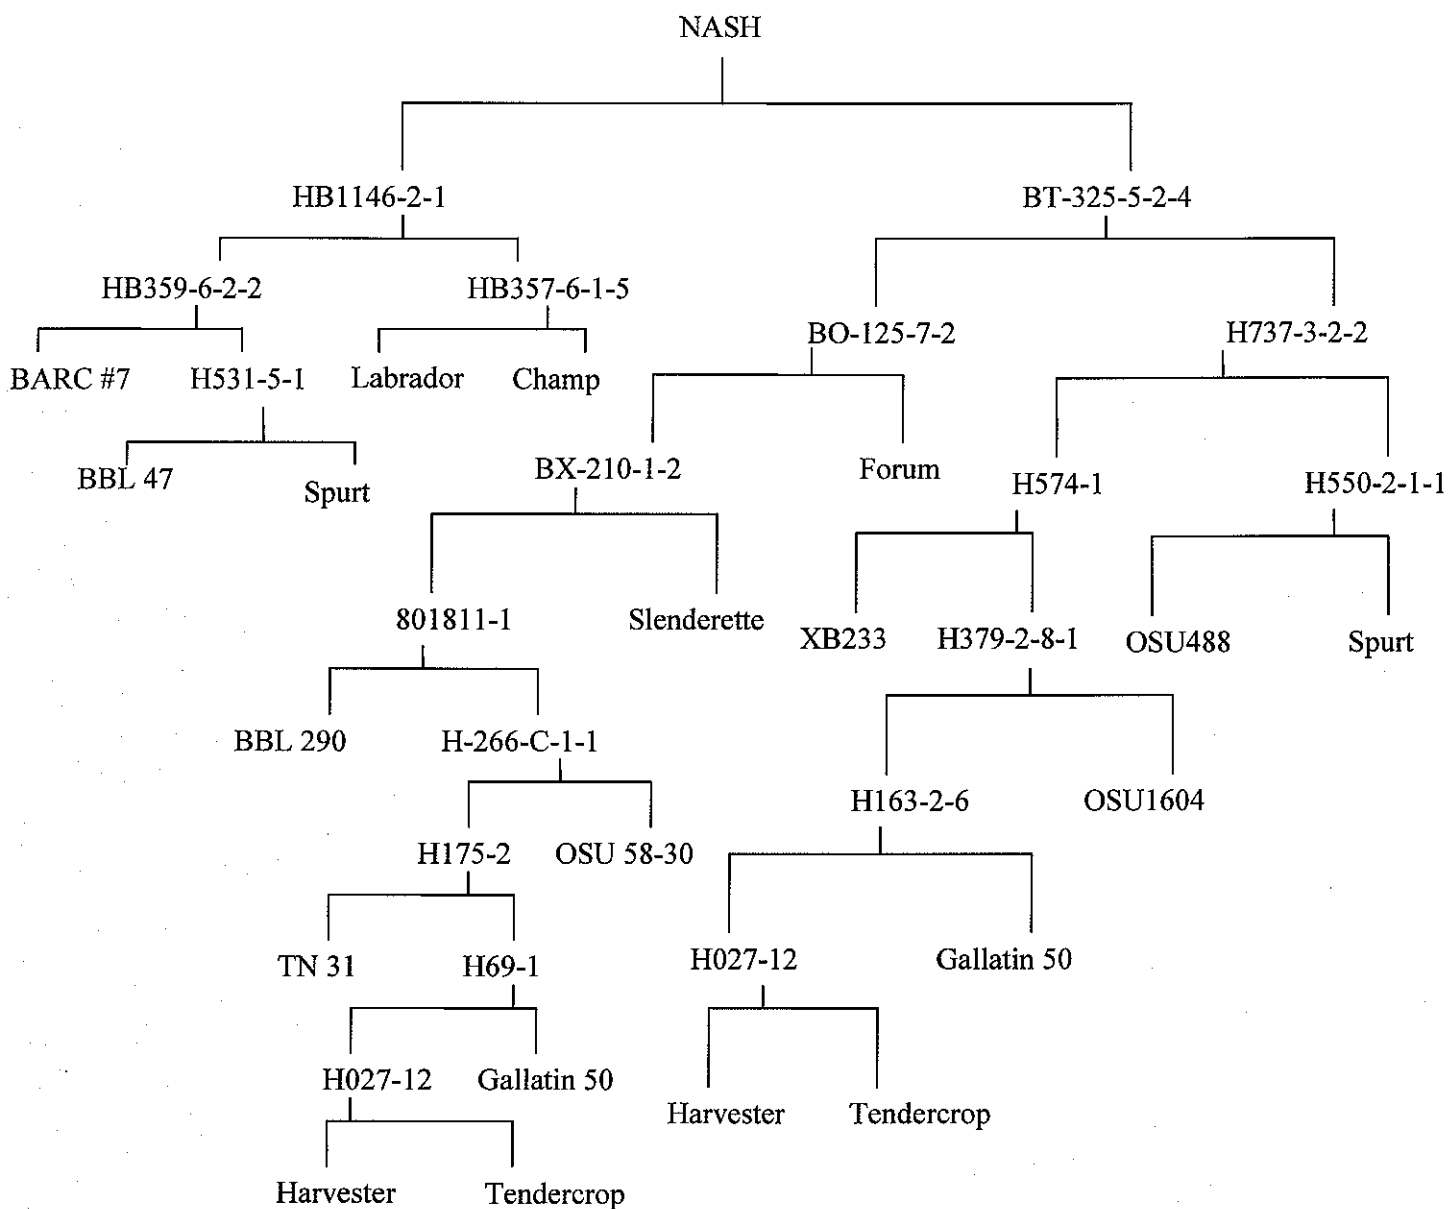 NASH
HB1146-2-1 BT-325-5-2-4
HB359-6-2-2 HB357-6-1-5
BO-125-7-2 H737-3-2-2
BARC #7 H531-5-1 Labrador Champ
BX-210-1-2 Forum
BBL 47 Spurt H574-1 H550-2-1-1
801811-1 Slenderette
XB233 H379-2-8-1 OSU488 Spurt
BBL 290 H-266-C-1-1
H163-2-6 OSU1604
H175-2 OSU 58-30
TN 31 H69-1 H027-12 Gallatin 50
H027-12 Gallatin 50
Harvester Tendercrop
Harvester Tendercrop